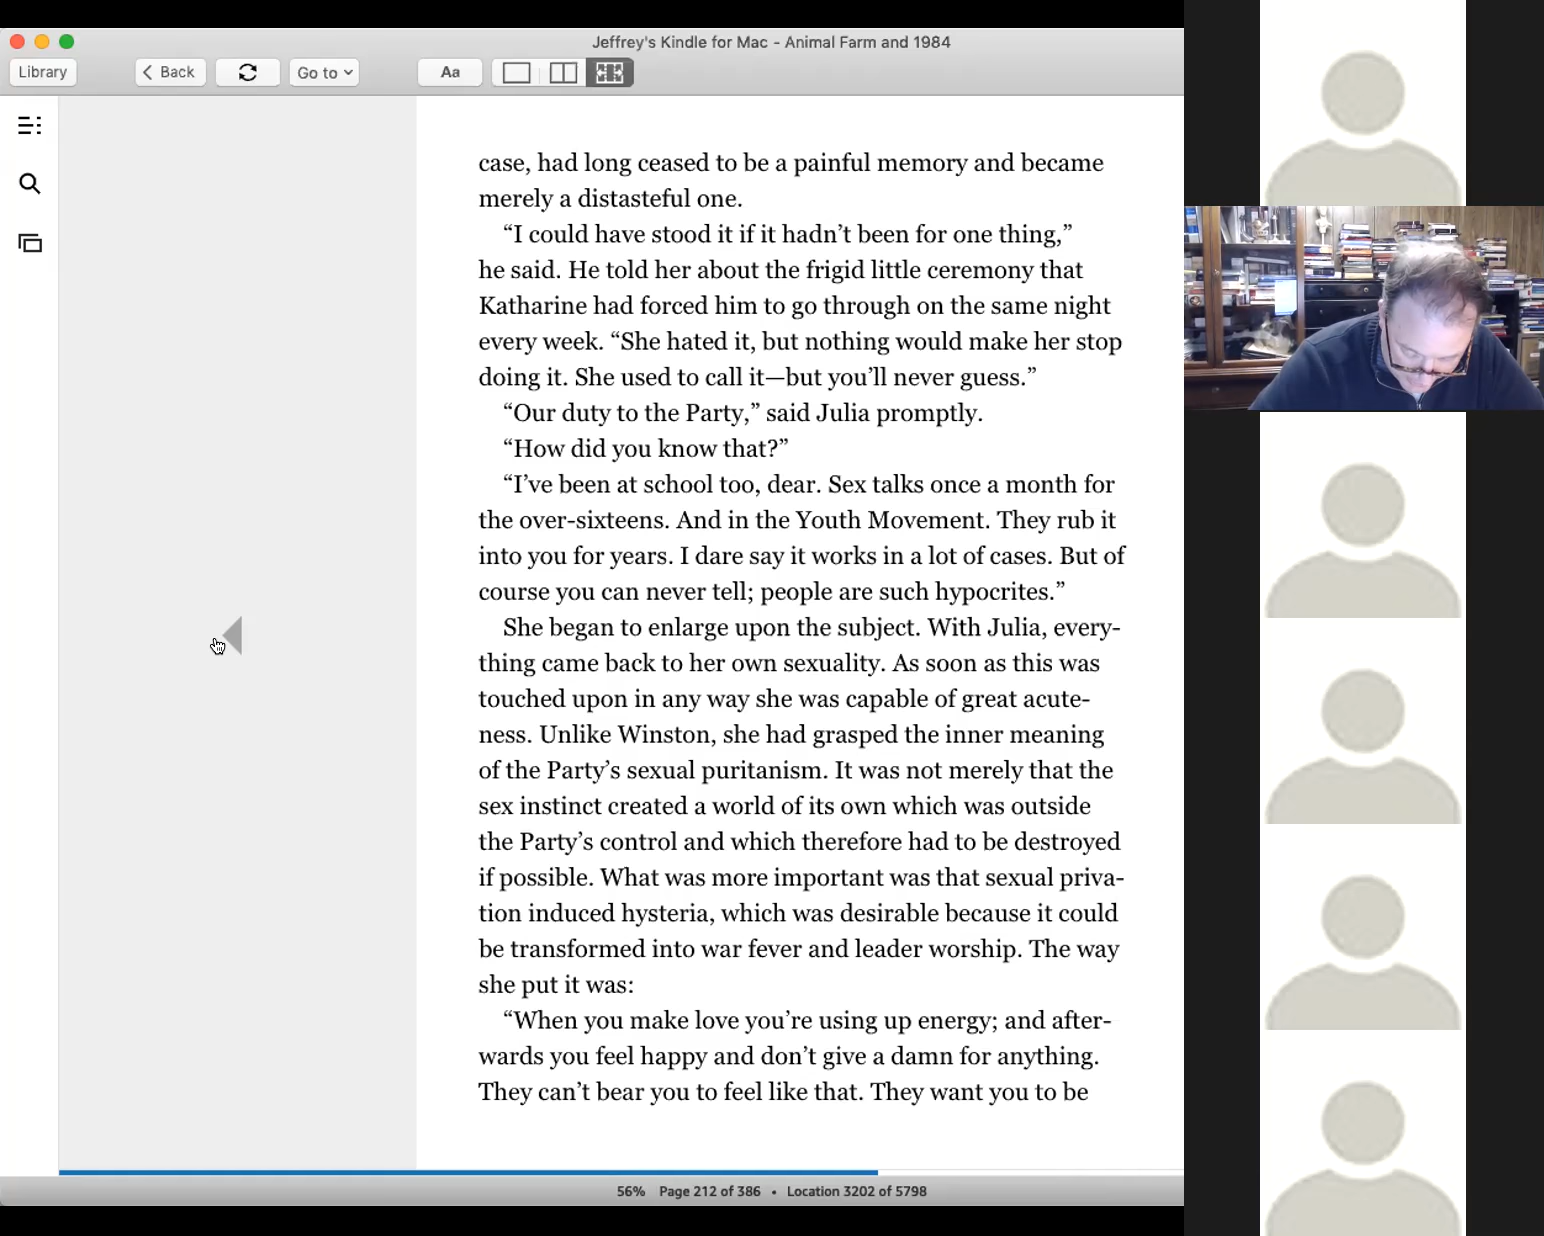 Jeffrey's Kindle for Mac - Animal Farm and 1984
Library
Back
Go to
Aa
case, had long ceased to be a painful memory and became
merely a distasteful one.
“I could have stood it if it hadn’t been for one thing,”
he said. He told her about the frigid little ceremony that
Katharine had forced him to go through on the same night
every week. “She hated it, but nothing would make her stop
doing it. She used to call it—but you’ll never guess.”
“Our duty to the Party,” said Julia promptly.
“How did you know that?”
“I’ve been at school too, dear. Sex talks once a month for
the over-sixteens. And in the Youth Movement. They rub it
into you for years. I dare say it works in a lot of cases. But of
course you can never tell; people are such hypocrites.”
She began to enlarge upon the subject. With Julia, every-
thing came back to her own sexuality. As soon as this was
touched upon in any way she was capable of great acute-
ness. Unlike Winston, she had grasped the inner meaning
of the Party’s sexual puritanism. It was not merely that the
sex instinct created a world of its own which was outside
the Party’s control and which therefore had to be destroyed
if possible. What was more important was that sexual priva-
tion induced hysteria, which was desirable because it could
be transformed into war fever and leader worship. The way
she put it was:
“When you make love you’re using up energy; and after-
wards you feel happy and don’t give a damn for anything.
They can’t bear you to feel like that. They want you to be
56% Page 212 of 386 • Location 3202 of 5798